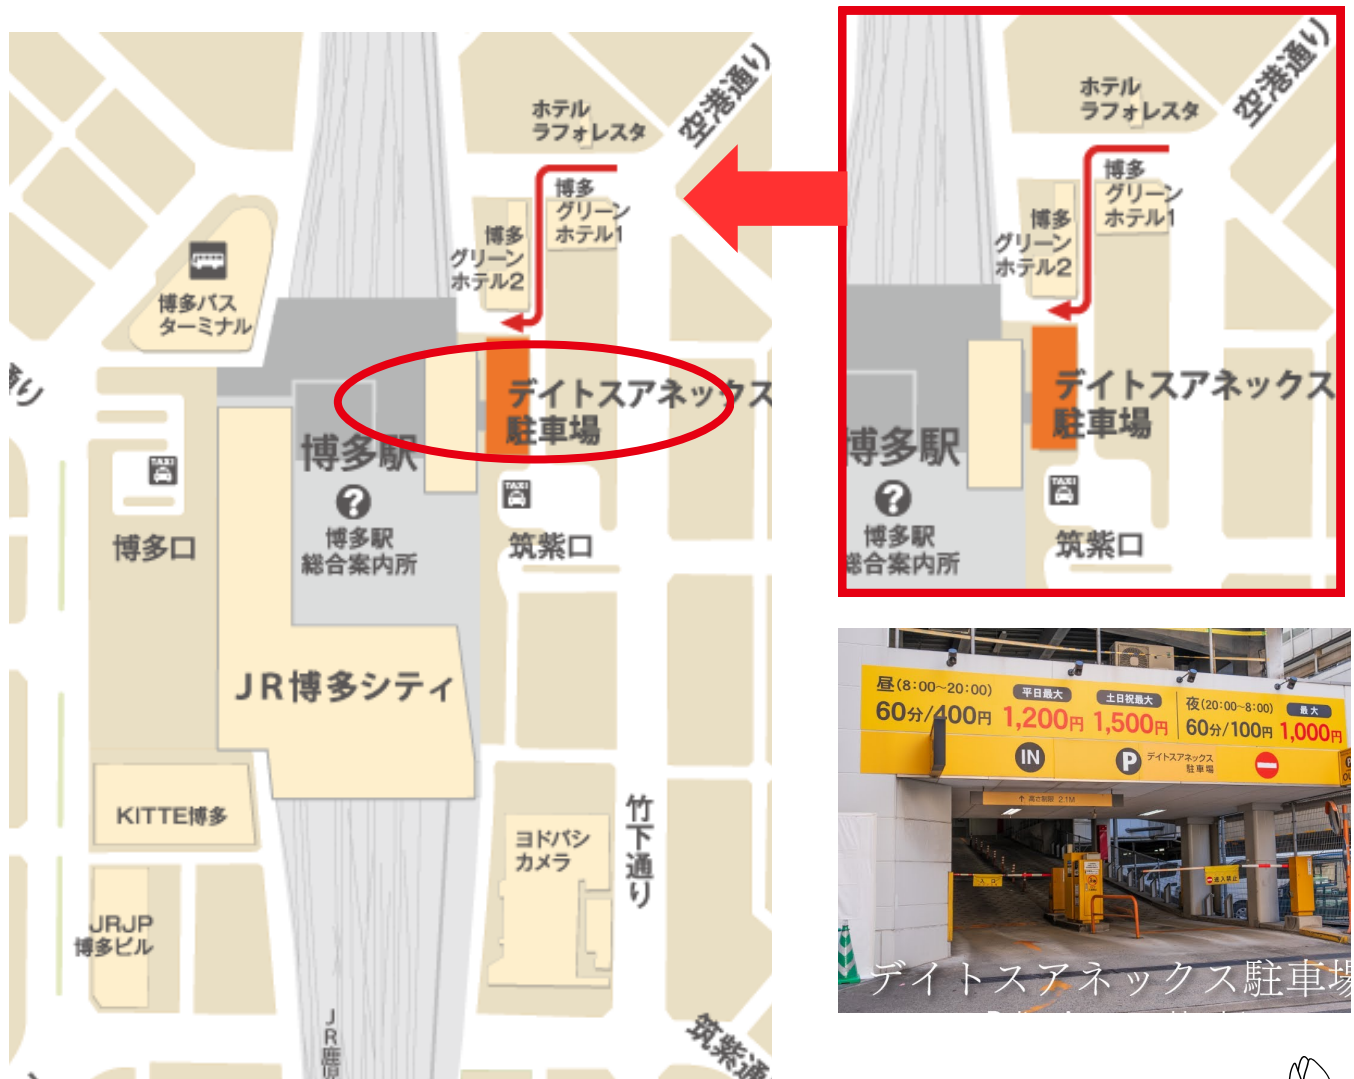 ホテル
ラフォレスタ
空港通り
博多
グリーン
ホテル1
博多
グリーン
ホテル2
博多バス
ターミナル
デイトスアネックス
駐車場
博多駅
TAXI
?
博多駅
総合案内所
TAXI
博多口
筑紫口
JR博多シティ
KITTE博多
ヨドバシ
カメラ
竹下通り
JRJP
博多ビル
ホテル
ラフォレスタ
空港通り
博多
グリーン
ホテル1
博多
グリーン
ホテル2
デイトスアネックス
駐車場
博多駅
TAXI
?
博多駅
総合案内所
筑紫口
昼(8:00~20:00) 平日最大 土日祝最大 夜(20:00~8:00) 最大
60分/400円 1,200円 1,500円 60分/100円 1,000円
IN P デイトスアネックス
駐車場
2.1M
進入禁止
デイトスアネックス駐車場